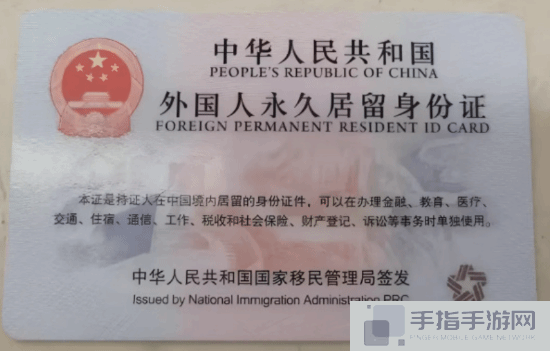 中华人民共和国
PEOPLE'S REPUBLIC OF CHINA
外国人永久居留身份证
FOREIGN PERMANENT RESIDENT ID CARD
本证是持证人在中国境内居留的身份证件，可以在办理金融、教育、医疗、
交通、住宿、通信、工作、税收和社会保险、财产登记、诉讼等事务时单独使用。
中华人民共和国国家移民管理局签发
Issued by National Immigration Administration PRC
手指手游网